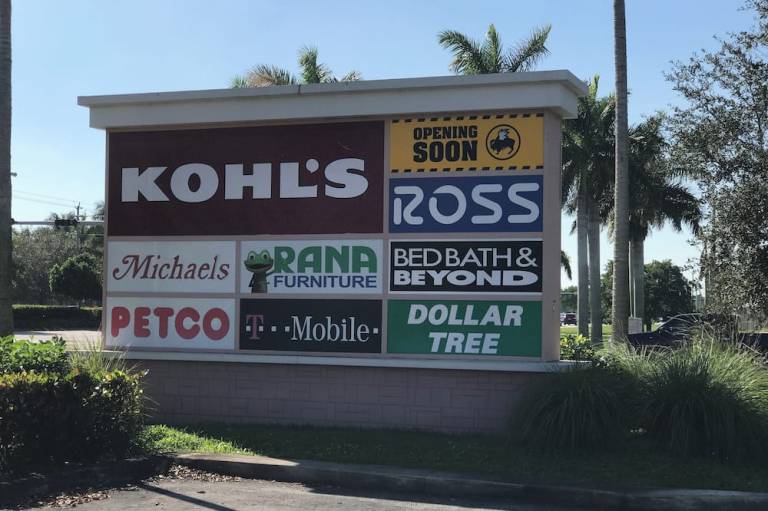 KOHL'S
OPENING
SOON
ROSS
Michaels
RANA
FURNITURE
BED BATH &
BEYOND
PETCO
T··Mobile·
DOLLAR
TREE